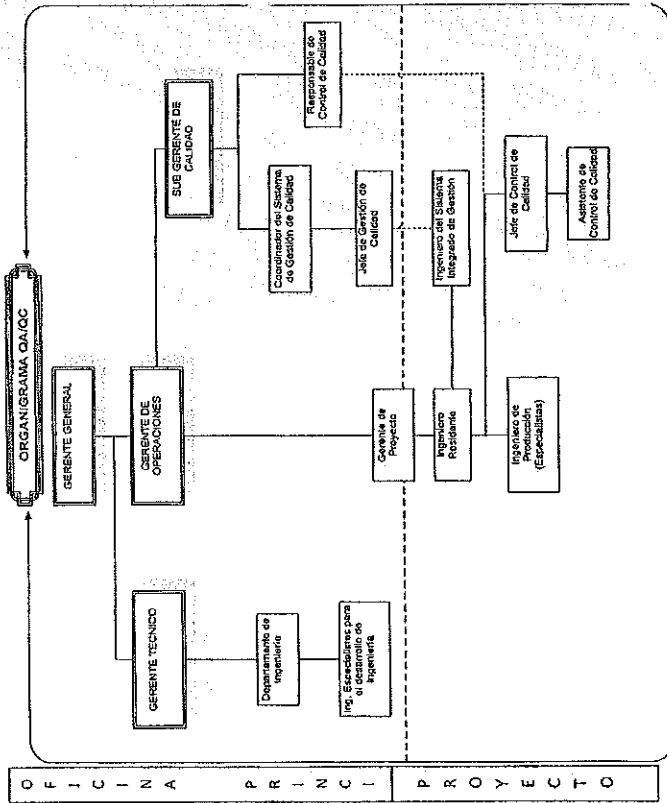 ORGANIGRAMA QA/QC
GERENTE GENERAL
GERENTE TECNICO
GERENTE DE
OPERACIONES
SUB GERENTE DE
CALIDAD
Departamento de
Ingeniería
Coordinador del Sistema
de Gestión de Calidad
Responsable de
Control de Calidad
Ing. Especialistas para
el desarrollo de
Ingeniería
Jefe de Gestión de
Calidad
Gerente de
Proyecto
Ingeniero
Residente
Ingeniero del Sistema
Integrado de Gestión
Ingeniero de
Producción
(Especialistas)
Jefe de Control de
Calidad
Asistente de
Control de Calidad
O F I C I N A P R I N C I
P R O Y E C T O